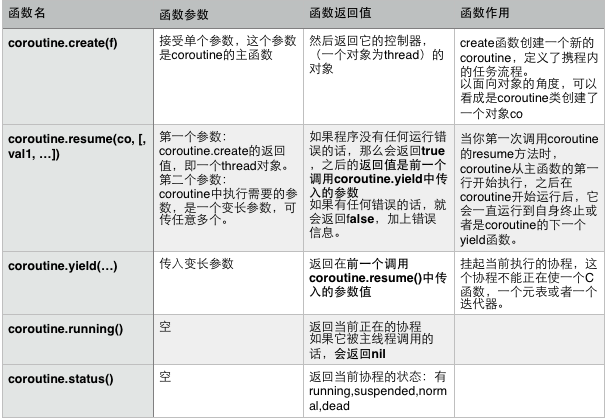 函数名
函数参数
函数返回值
函数作用
coroutine.create(f)
接受单个参数，这个参数
是coroutine的主函数
然后返回它的控制器，
（一个对象为thread）的
对象
create函数创建一个新的
coroutine，定义了携程内
的任务流程。
以面向对象的角度，可以
看成是coroutine类创建了
一个对象co
coroutine.resume(co, [,
val1, …])
第一个参数：
coroutine.create的返回
值，即一个thread对象。
第二个参数：
coroutine中执行需要的参
数，是一个变长参数，可
传任意多个。
如果程序没有任何运行错
误的话，那么会返回true
，之后的返回值是前一个
调用coroutine.yield中传
入的参数
如果有任何错误的话，就
会返回false，加上错误
信息。
当你第一次调用coroutine
的resume方法时，
coroutine从主函数的第一
行开始执行，之后在
coroutine开始运行后，它
会一直运行到自身终止或
者是coroutine的下一个
yield函数。
coroutine.yield(…)
传入变长参数
返回在前一个调用
coroutine.resume()中传
入的参数值
挂起当前执行的协程，这
个协程不能正在使一个C
函数，一个元表或者一个
迭代器。
coroutine.running()
空
返回当前正在的协程
如果它被主线程调用的
话，会返回nil
coroutine.status()
空
返回当前协程的状态：有
running,suspended,norm
al,dead